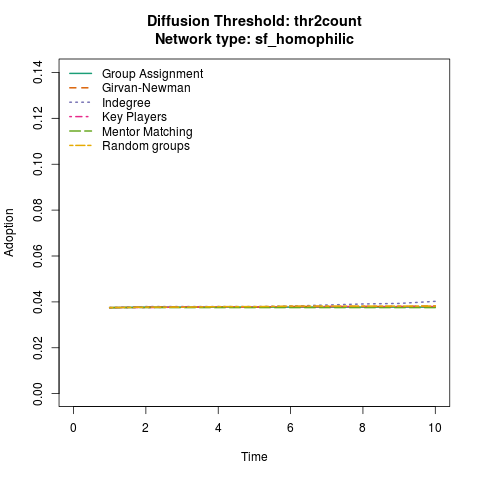 Diffusion Threshold: thr2count
Network type: sf_homophilic
0.14
0.12
0.10
0.08
0.06
0.04
0.02
0.00
Adoption
Group Assignment
Girvan-Newman
Indegree
Key Players
Mentor Matching
Random groups
0 2 4 6 8 10
Time